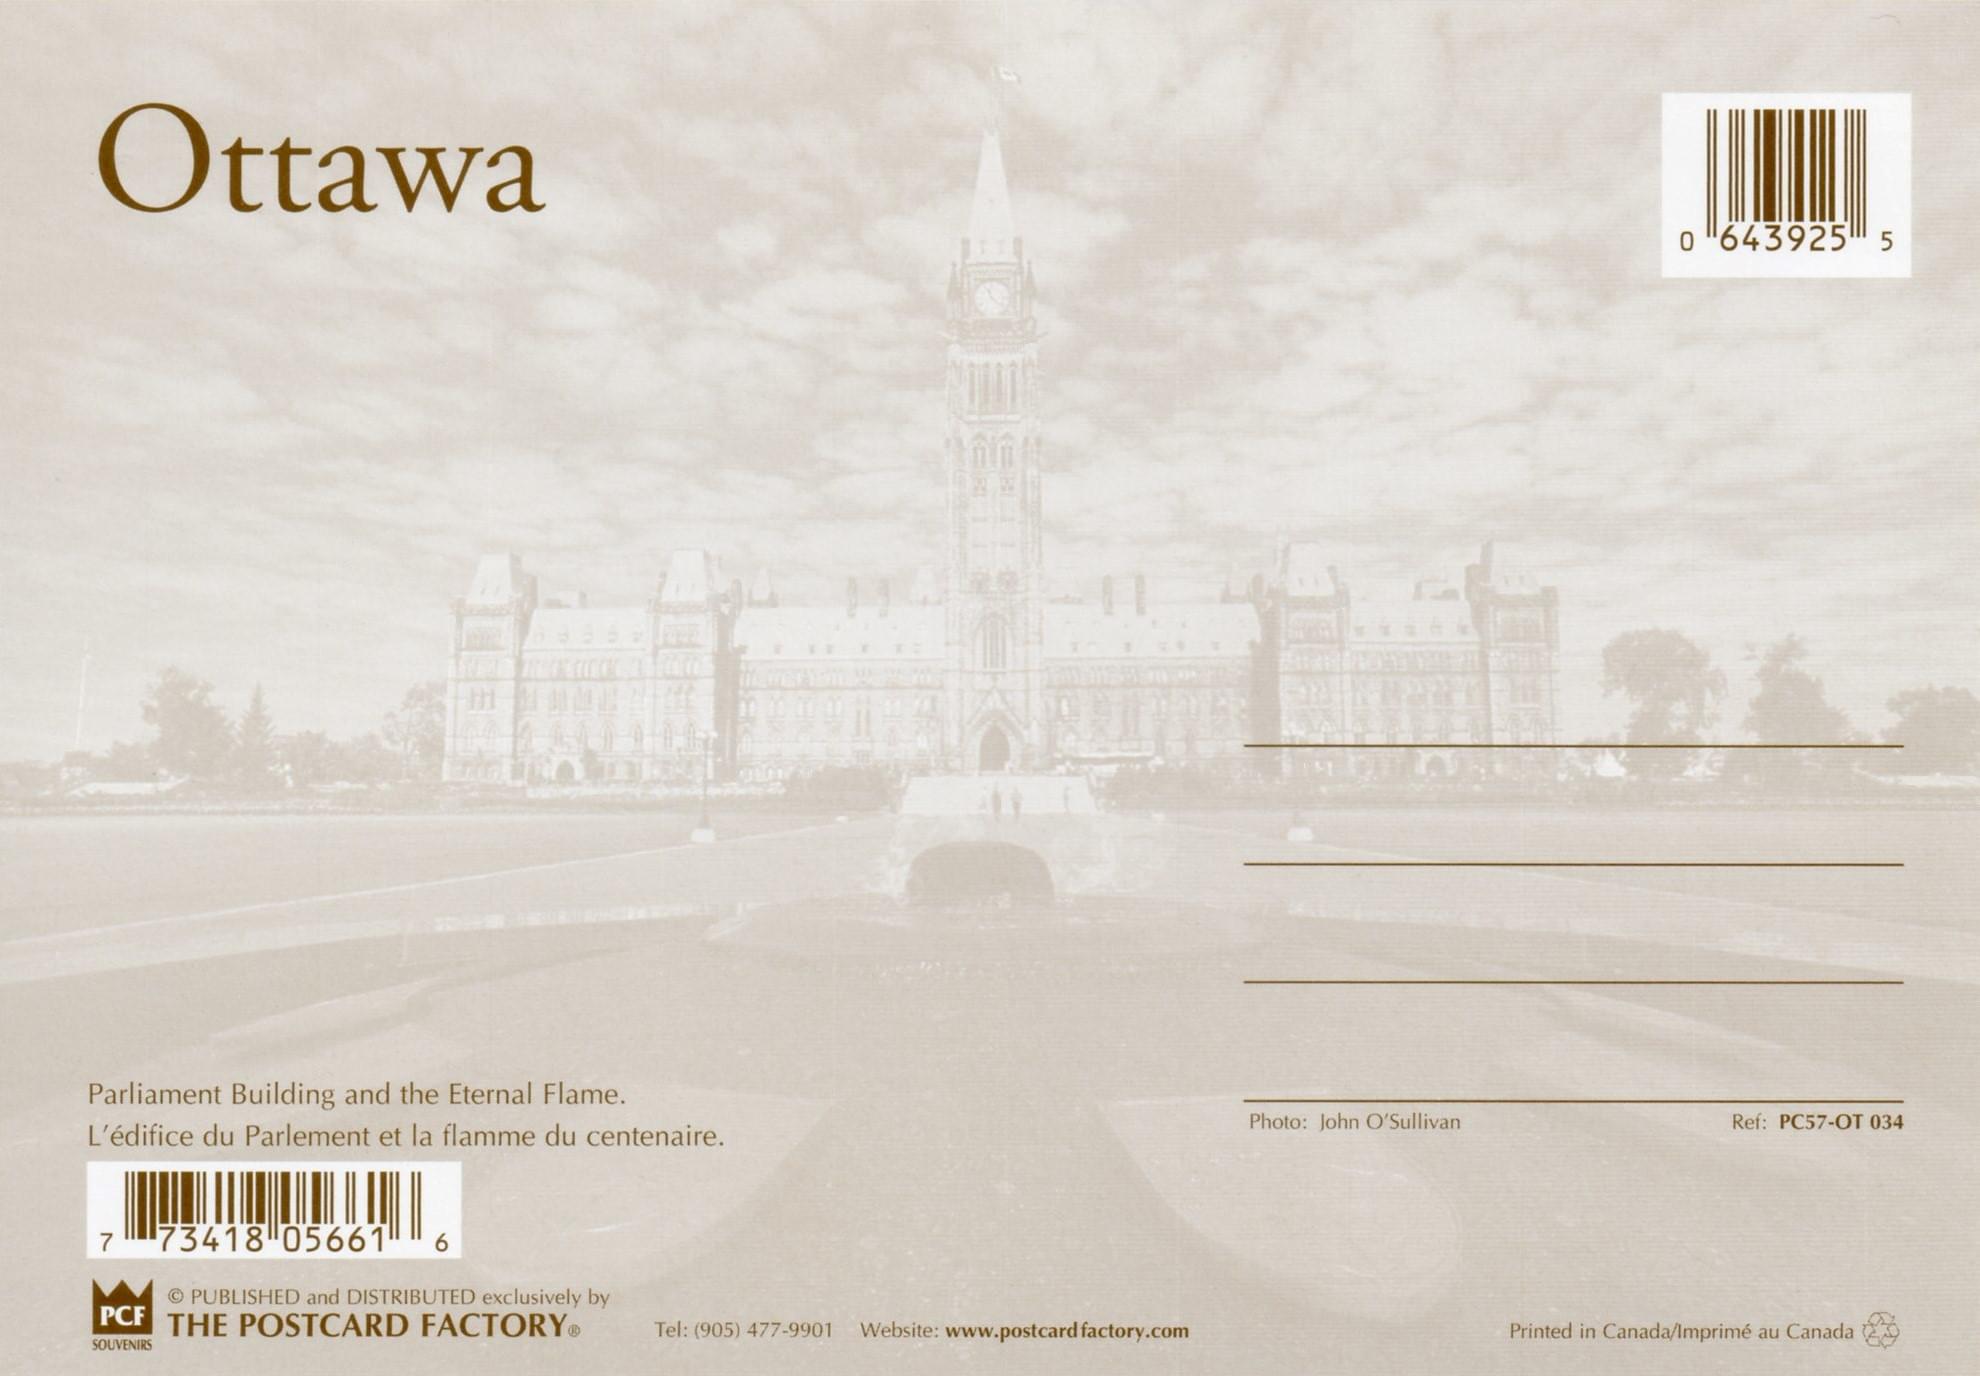 Ottawa
0 643925 5
Parliament Building and the Eternal Flame.
L'édifice du Parlement et la flamme du centenaire.
Photo: John O'Sullivan
Ref: PC57-OT 034
7 73418 05661 6
PCF
SOUVENIRS
© PUBLISHED and DISTRIBUTED exclusively by
THE POSTCARD FACTORY®
Tel: (905) 477-9901 Website: www.postcardfactory.com
Printed in Canada/Imprimé au Canada